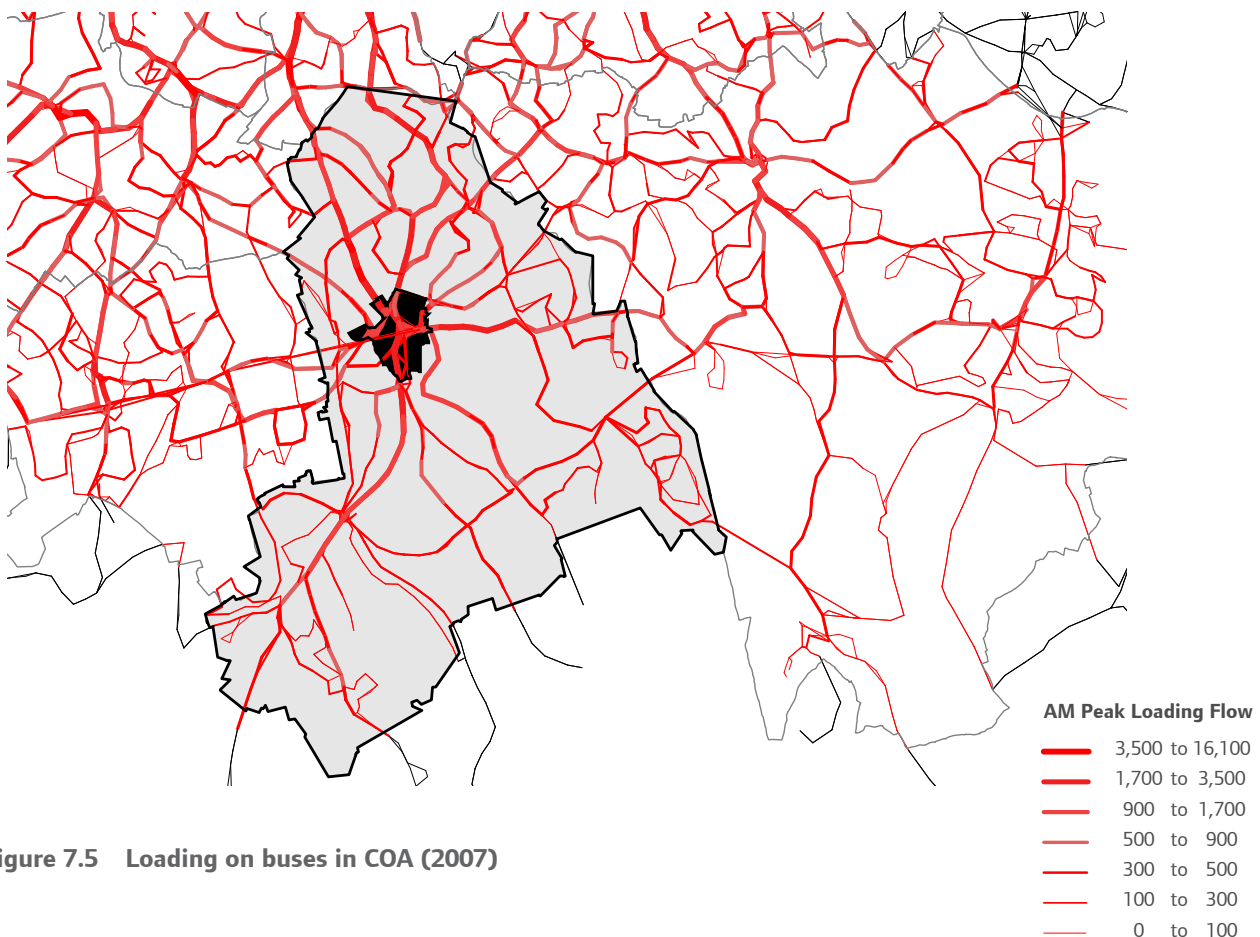 AM Peak Loading Flow
3,500 to 16,100
1,700 to 3,500
900 to 1,700
500 to 900
300 to 500
100 to 300
0 to 100
igure 7.5 Loading on buses in COA (2007)